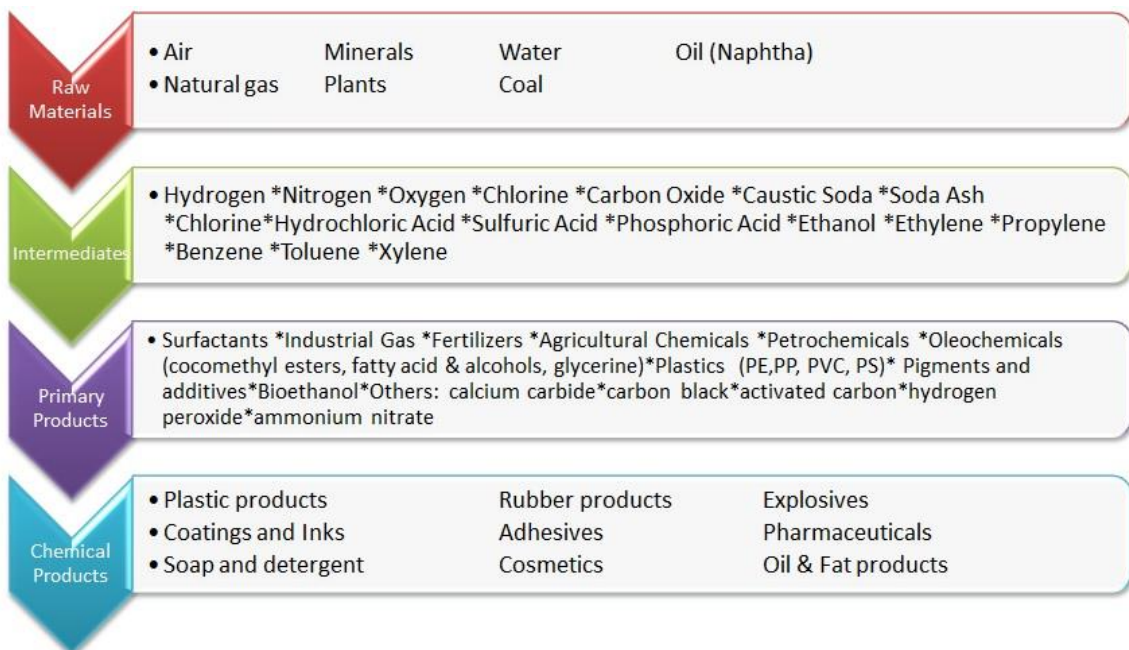 Raw
Materials
• Air Minerals Water Oil (Naphtha)
• Natural gas Plants Coal
Intermediates
• Hydrogen *Nitrogen *Oxygen *Chlorine *Carbon Oxide *Caustic Soda *Soda Ash
*Chlorine*Hydrochloric Acid *Sulfuric Acid *Phosphoric Acid *Ethanol *Ethylene *Propylene
*Benzene *Toluene *Xylene
Primary
Products
• Surfactants *Industrial Gas *Fertilizers *Agricultural Chemicals *Petrochemicals *Oleochemicals
(cocomethyl esters, fatty acid & alcohols, glycerine)*Plastics (PE,PP, PVC, PS)* Pigments and
additives*Bioethanol*Others: calcium carbide*carbon black*activated carbon*hydrogen
peroxide*ammonium nitrate
Chemical
Products
• Plastic products Rubber products Explosives
• Coatings and Inks Adhesives Pharmaceuticals
• Soap and detergent Cosmetics Oil & Fat products